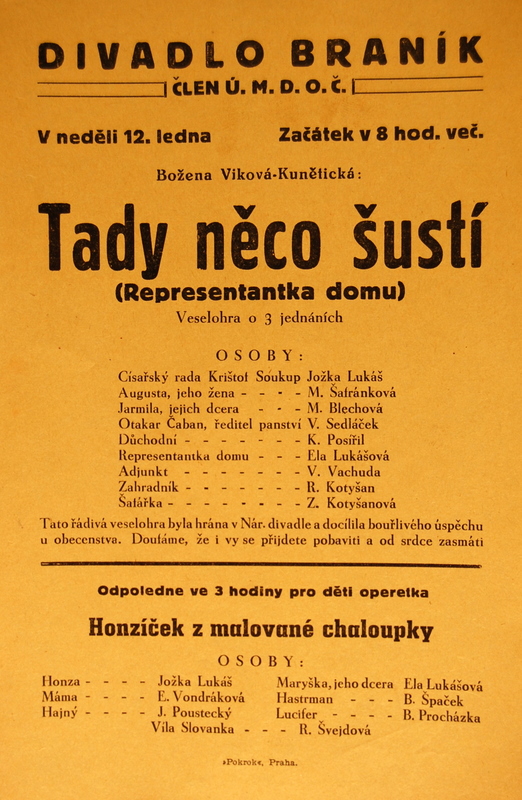 DIVADLO BRANÍK
ČLEN Ú. M. D. O. Č.
V neděli 12. ledna Začátek v 8 hod. več.
Božena Viková-Kunětická:
Tady něco šustí
(Representantka domu)
Veselohra o 3 jednáních
OSOBY:
Císařský rada Krištof Soukup Jožka Lukáš
Augusta, jeho žena - - - - M. Šafránková
Jarmila, jejich dcera - - - M. Blechová
Otakar Čaban, ředitel panství V. Sedláček
Důchodní - - - - - - - K. Posířil
Representantka domu - - - Ela Lukášová
Adjunkt - - - - - - - V. Vachuda
Zahradník - - - - - - - R. Kotyšan
Šafářka - - - - - - - - Z. Kotyšanová
Tato řádivá veselohra byla hrána v Nár. divadle a docílila bouřlivého úspěchu
u obecenstva. Doufáme, že i vy se přijdete pobaviti a od srdce zasmáti
Odpoledne ve 3 hodiny pro děti operetka
Honzíček z malované chaloupky
OSOBY:
Honza - - - - Jožka Lukáš Maryška, jeho dcera Ela Lukášová
Máma - - - - E. Vondráková Hastrman - - - B. Špaček
Hajný - - - - J. Poustecký Lucifer - - - - B. Procházka
Víla Slovanka - - - R. Švejdová
»Pokrok«, Praha.